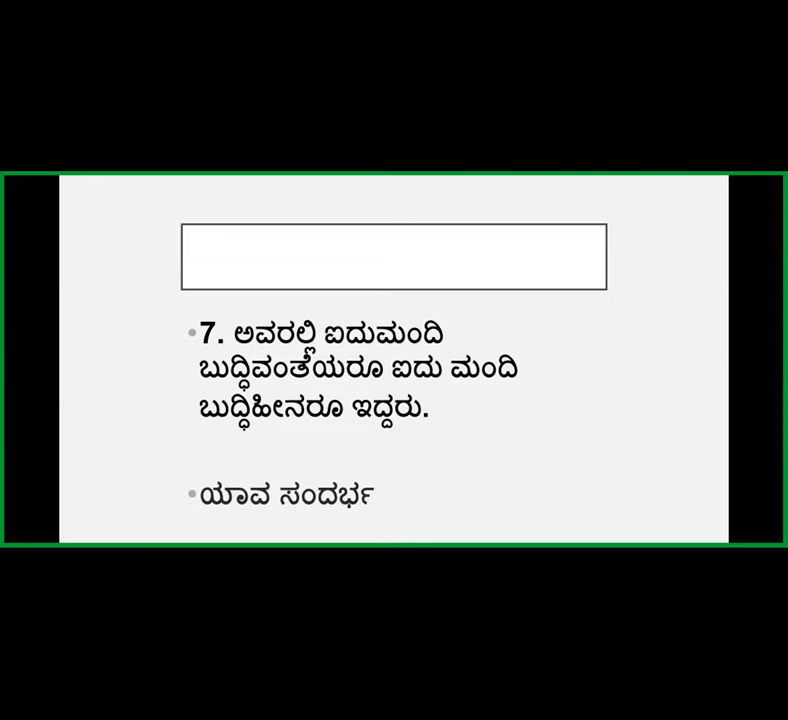 •7. ಅವರಲ್ಲಿ ಐದುಮಂದಿ
ಬುದ್ಧಿವಂತೆಯರೂ ಐದು ಮಂದಿ
ಬುದ್ಧಿಹೀನರೂ ಇದ್ದರು.
•ಯಾವ ಸಂದರ್ಭ